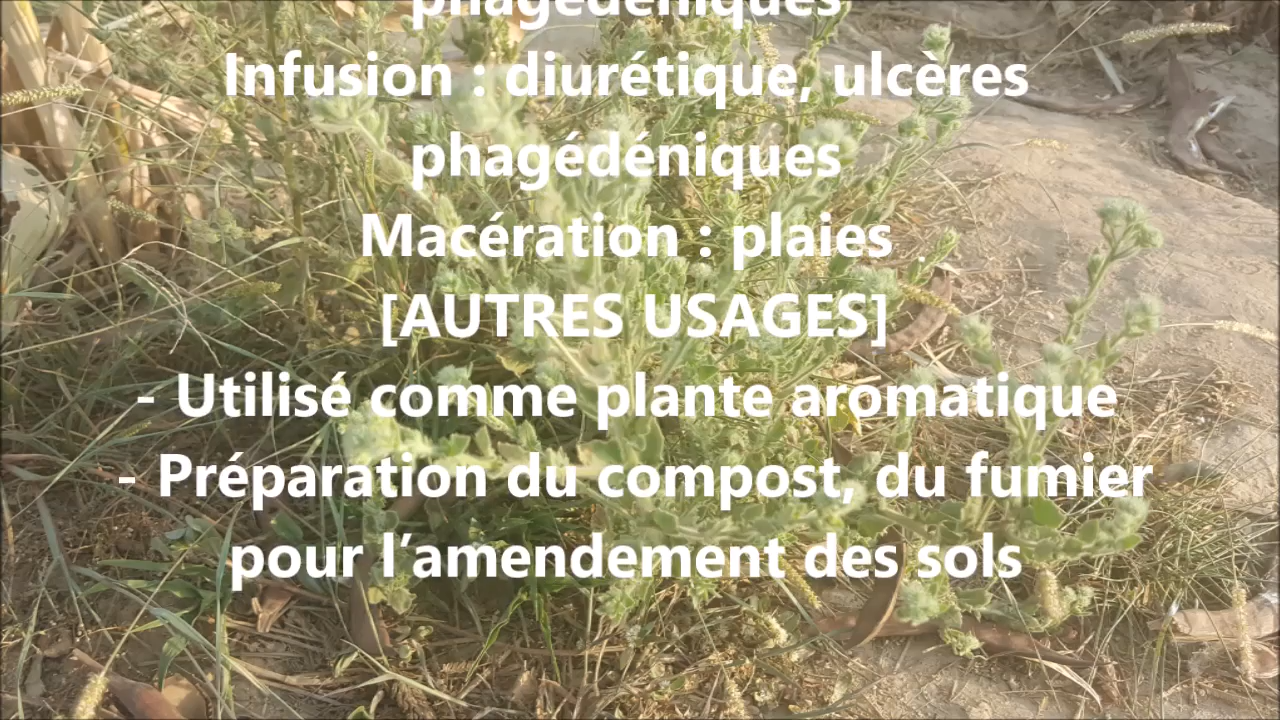 phagédéniques
Infusion : diurétique, ulcères
phagédéniques
Macération : plaies
[AUTRES USAGES]
- Utilisé comme plante aromatique
- Préparation du compost, du fumier
pour l’amendement des sols